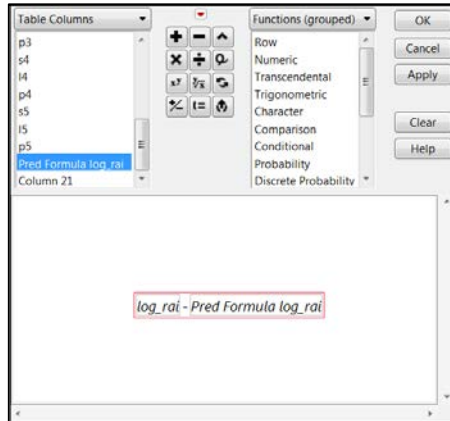 Table Columns
p3
s4
l4
p4
s5
l5
p5
Pred Formula log_rai
Column 21
Functions (grouped)
Row
Numeric
Transcendental
Trigonometric
Character
Comparison
Conditional
Probability
Discrete Probability
OK
Cancel
Apply
Clear
Help
log_rai - Pred Formula log_rai